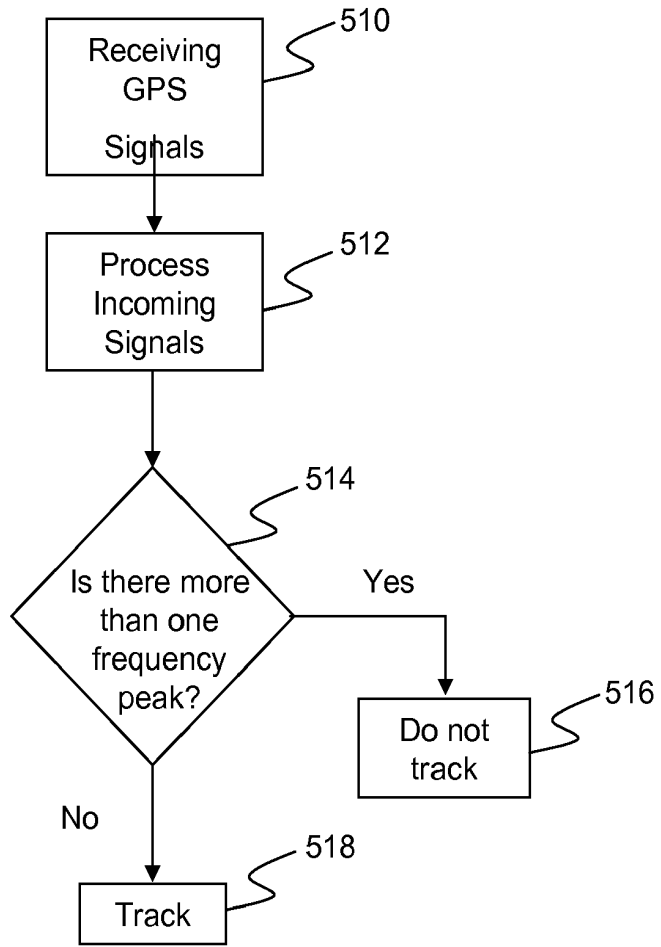 510
Receiving
GPS
Signals
512
Process
Incoming
Signals
514
Is there more
than one
frequency
peak?
Yes
516
Do not
track
No
518
Track